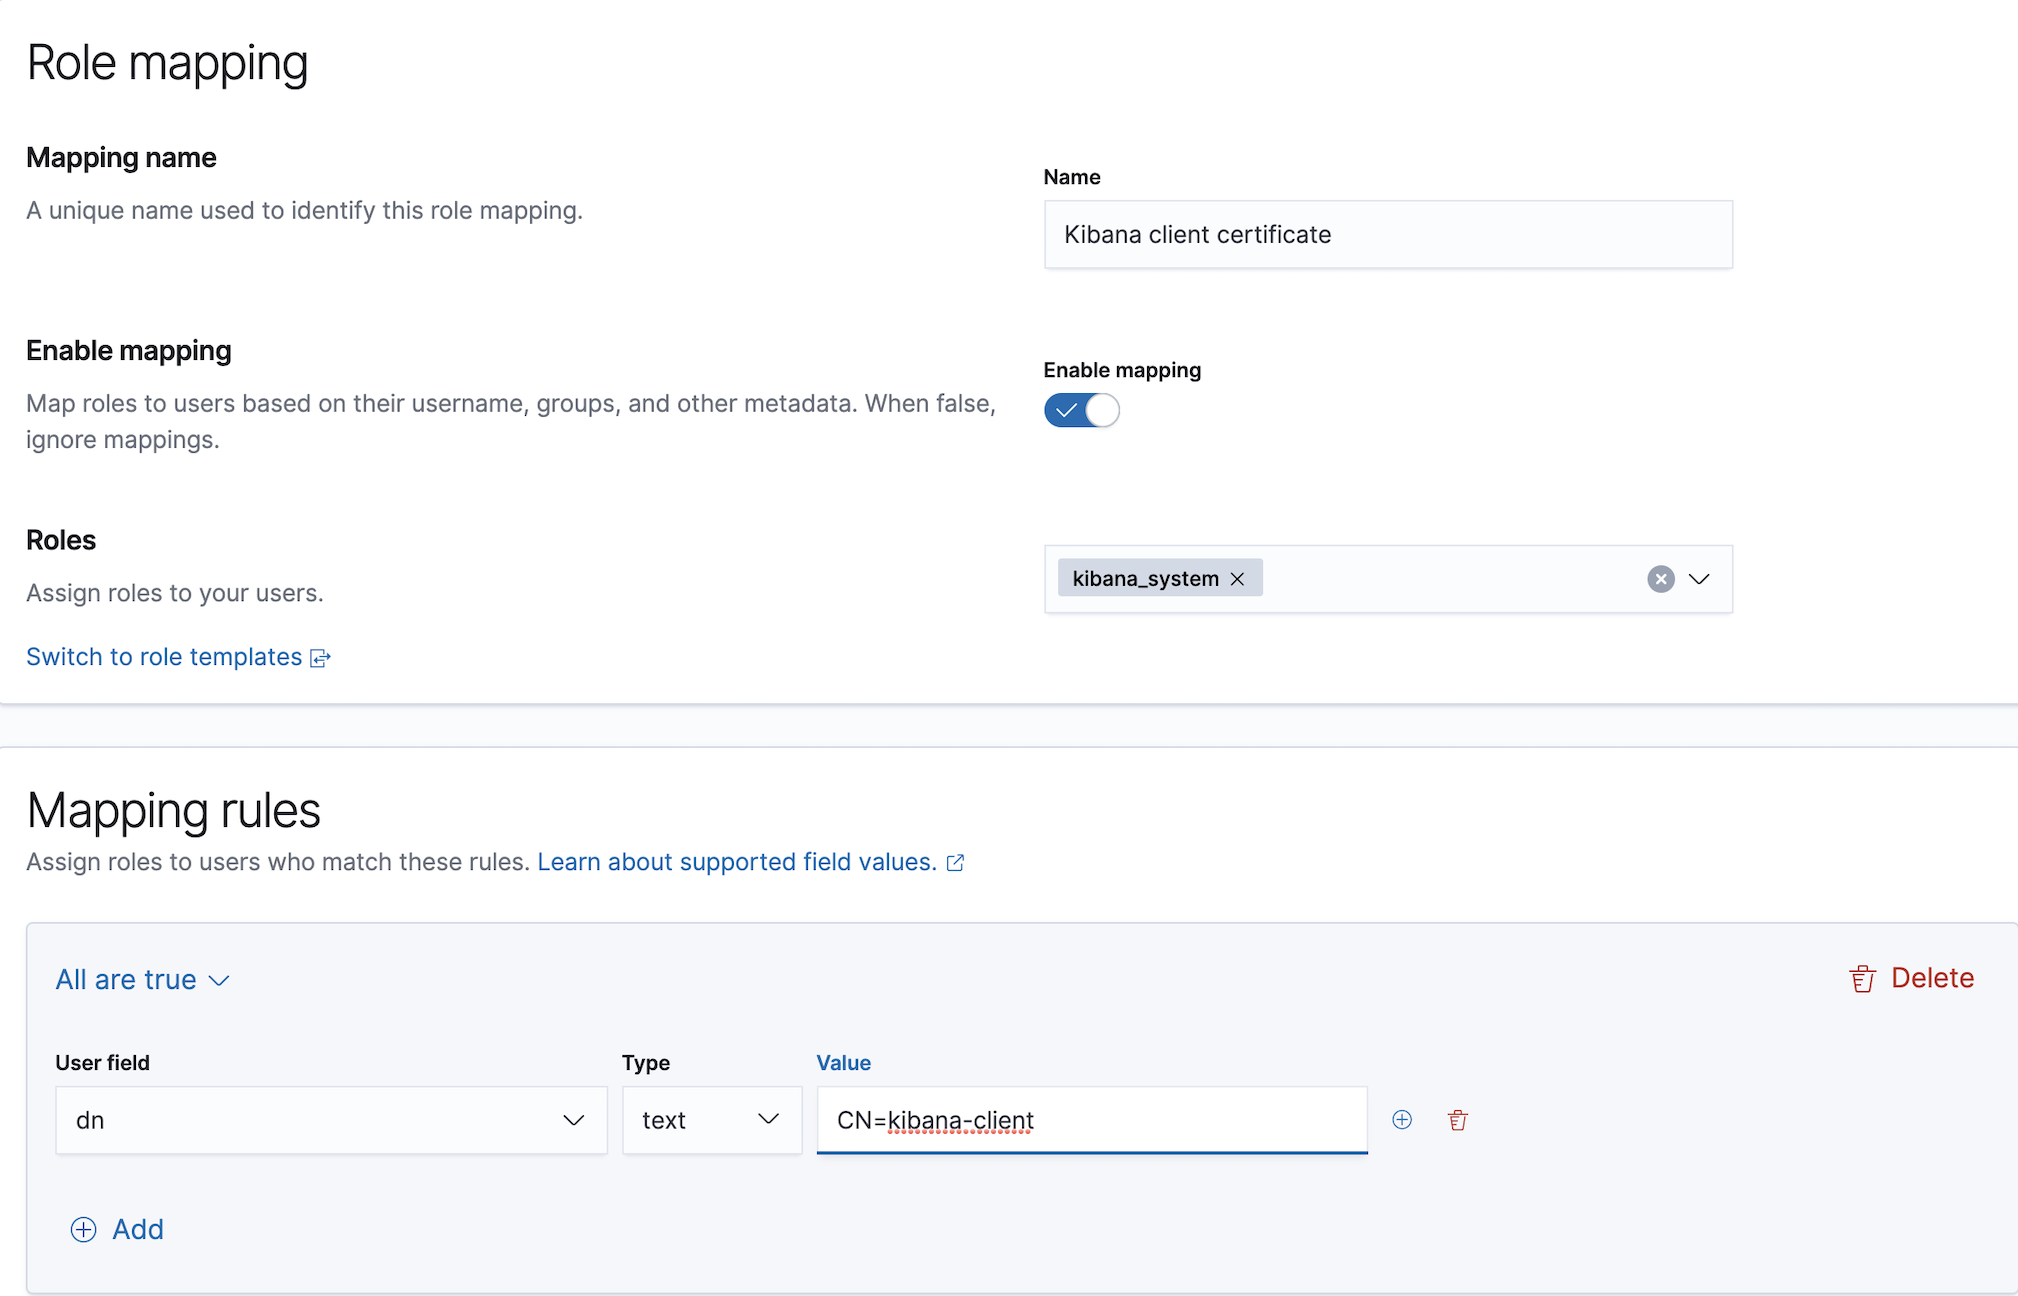 Role mapping
Mapping name
A unique name used to identify this role mapping.
Name
Kibana client certificate
Enable mapping
Map roles to users based on their username, groups, and other metadata. When false,
ignore mappings.
Enable mapping
Roles
Assign roles to your users.
Switch to role templates
kibana_system
Mapping rules
Assign roles to users who match these rules. Learn about supported field values.
All are true
Delete
User field
Type
Value
dn
text
CN=kibana-client
Add